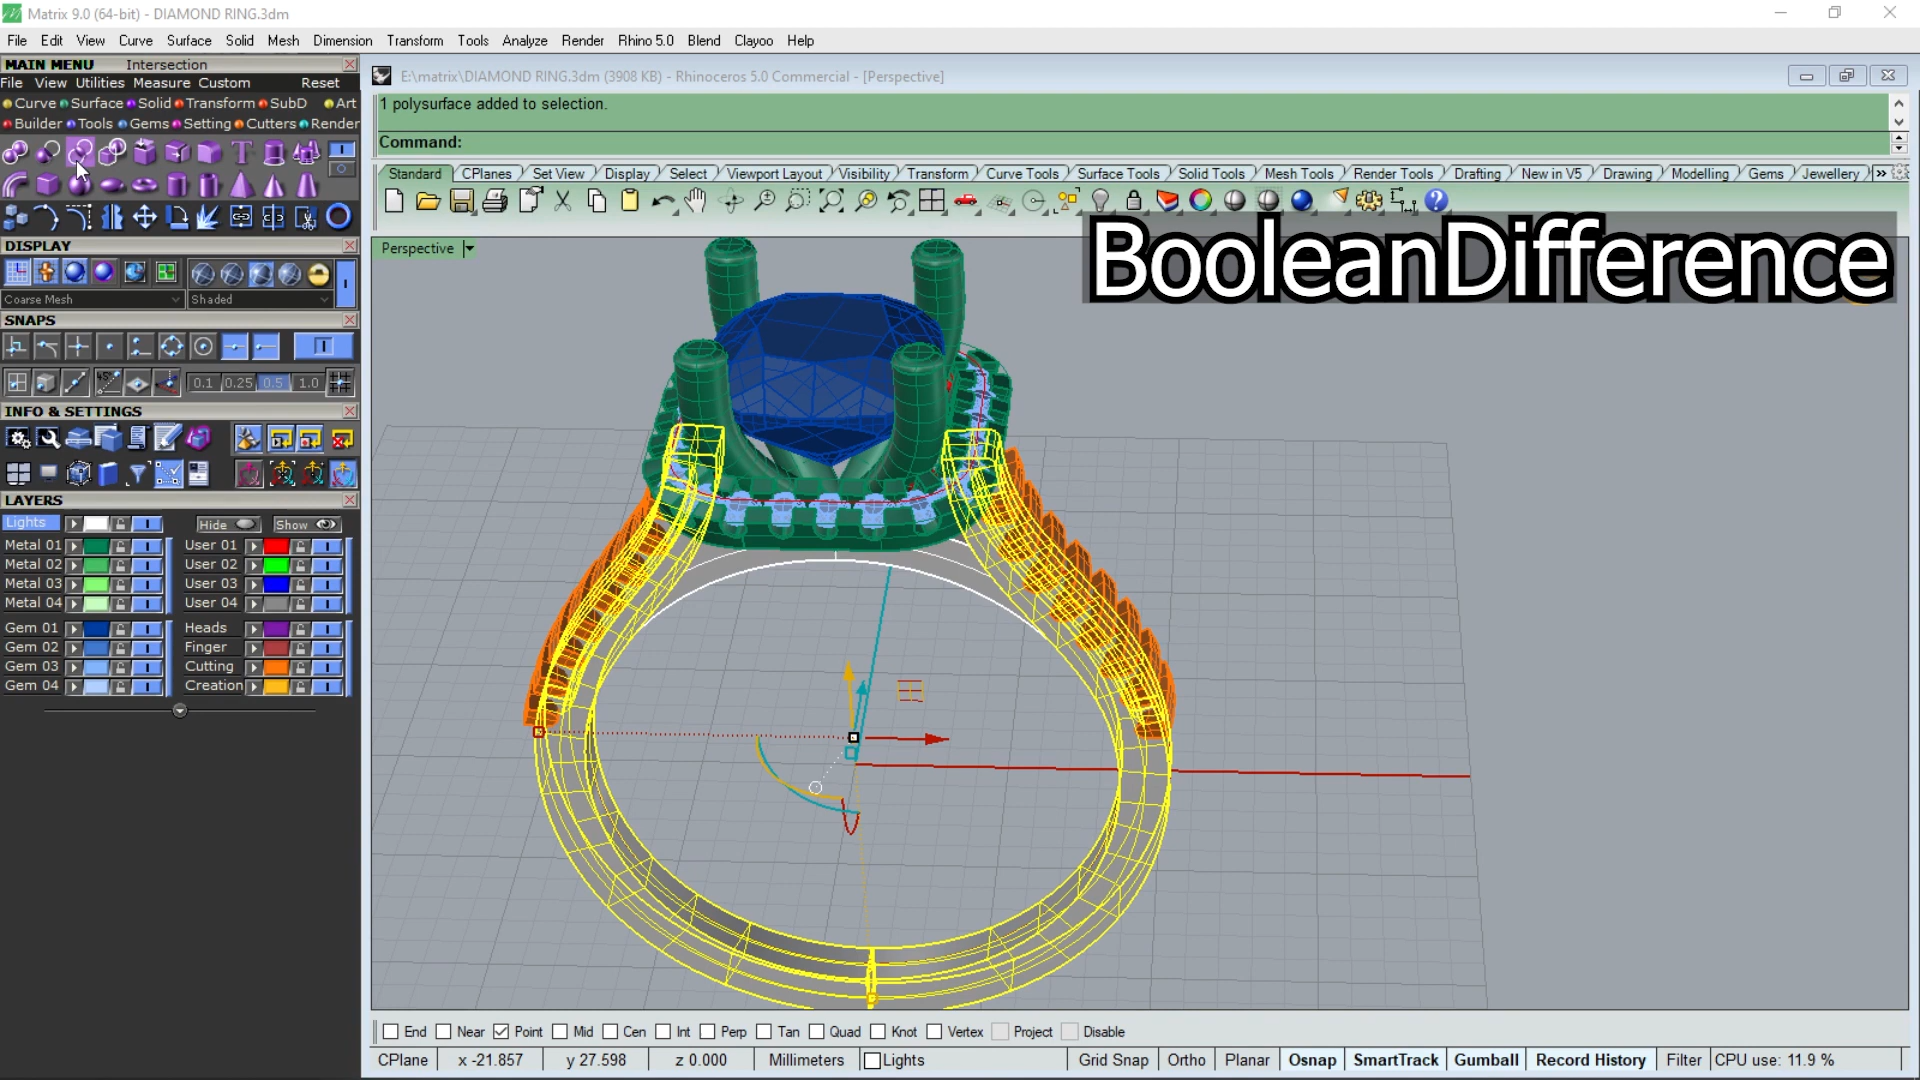 Matrix 9.0 (64-bit) - DIAMOND RING.3dm
File Edit View Curve Surface Solid Mesh Dimension Transform Tools Analyze Render Rhino 5.0 Blend Clayoo Help
MAIN MENU Intersection
File View Utilities Measure Custom Reset
Curve Surface Solid Transform SubD Art
Builder Tools Gems Setting Cutters Render
E:\matrix\DIAMOND RING.3dm (3908 KB) - Rhinoceros 5.0 Commercial - [Perspective]
1 polysurface added to selection.
Command:
Standard CPlanes Set View Display Select Viewport Layout Visibility Transform Curve Tools Surface Tools Solid Tools Mesh Tools Render Tools Drafting New in V5 Drawing Modelling Gems Jewellery »
BooleanDifference
Perspective
DISPLAY
Coarse Mesh Shaded
SNAPS
0.1 0.25 0.5 1.0
INFO & SETTINGS
LAYERS
Lights Hide Show
Metal 01 User 01
Metal 02 User 02
Metal 03 User 03
Metal 04 User 04
Gem 01 Heads
Gem 02 Finger
Gem 03 Cutting
Gem 04 Creation
End Near Point Mid Cen Int Perp Tan Quad Knot Vertex Project Disable
CPlane x -21.857 y 27.598 z 0.000 Millimeters Lights Grid Snap Ortho Planar Osnap SmartTrack Gumball Record History Filter CPU use: 11.9 %